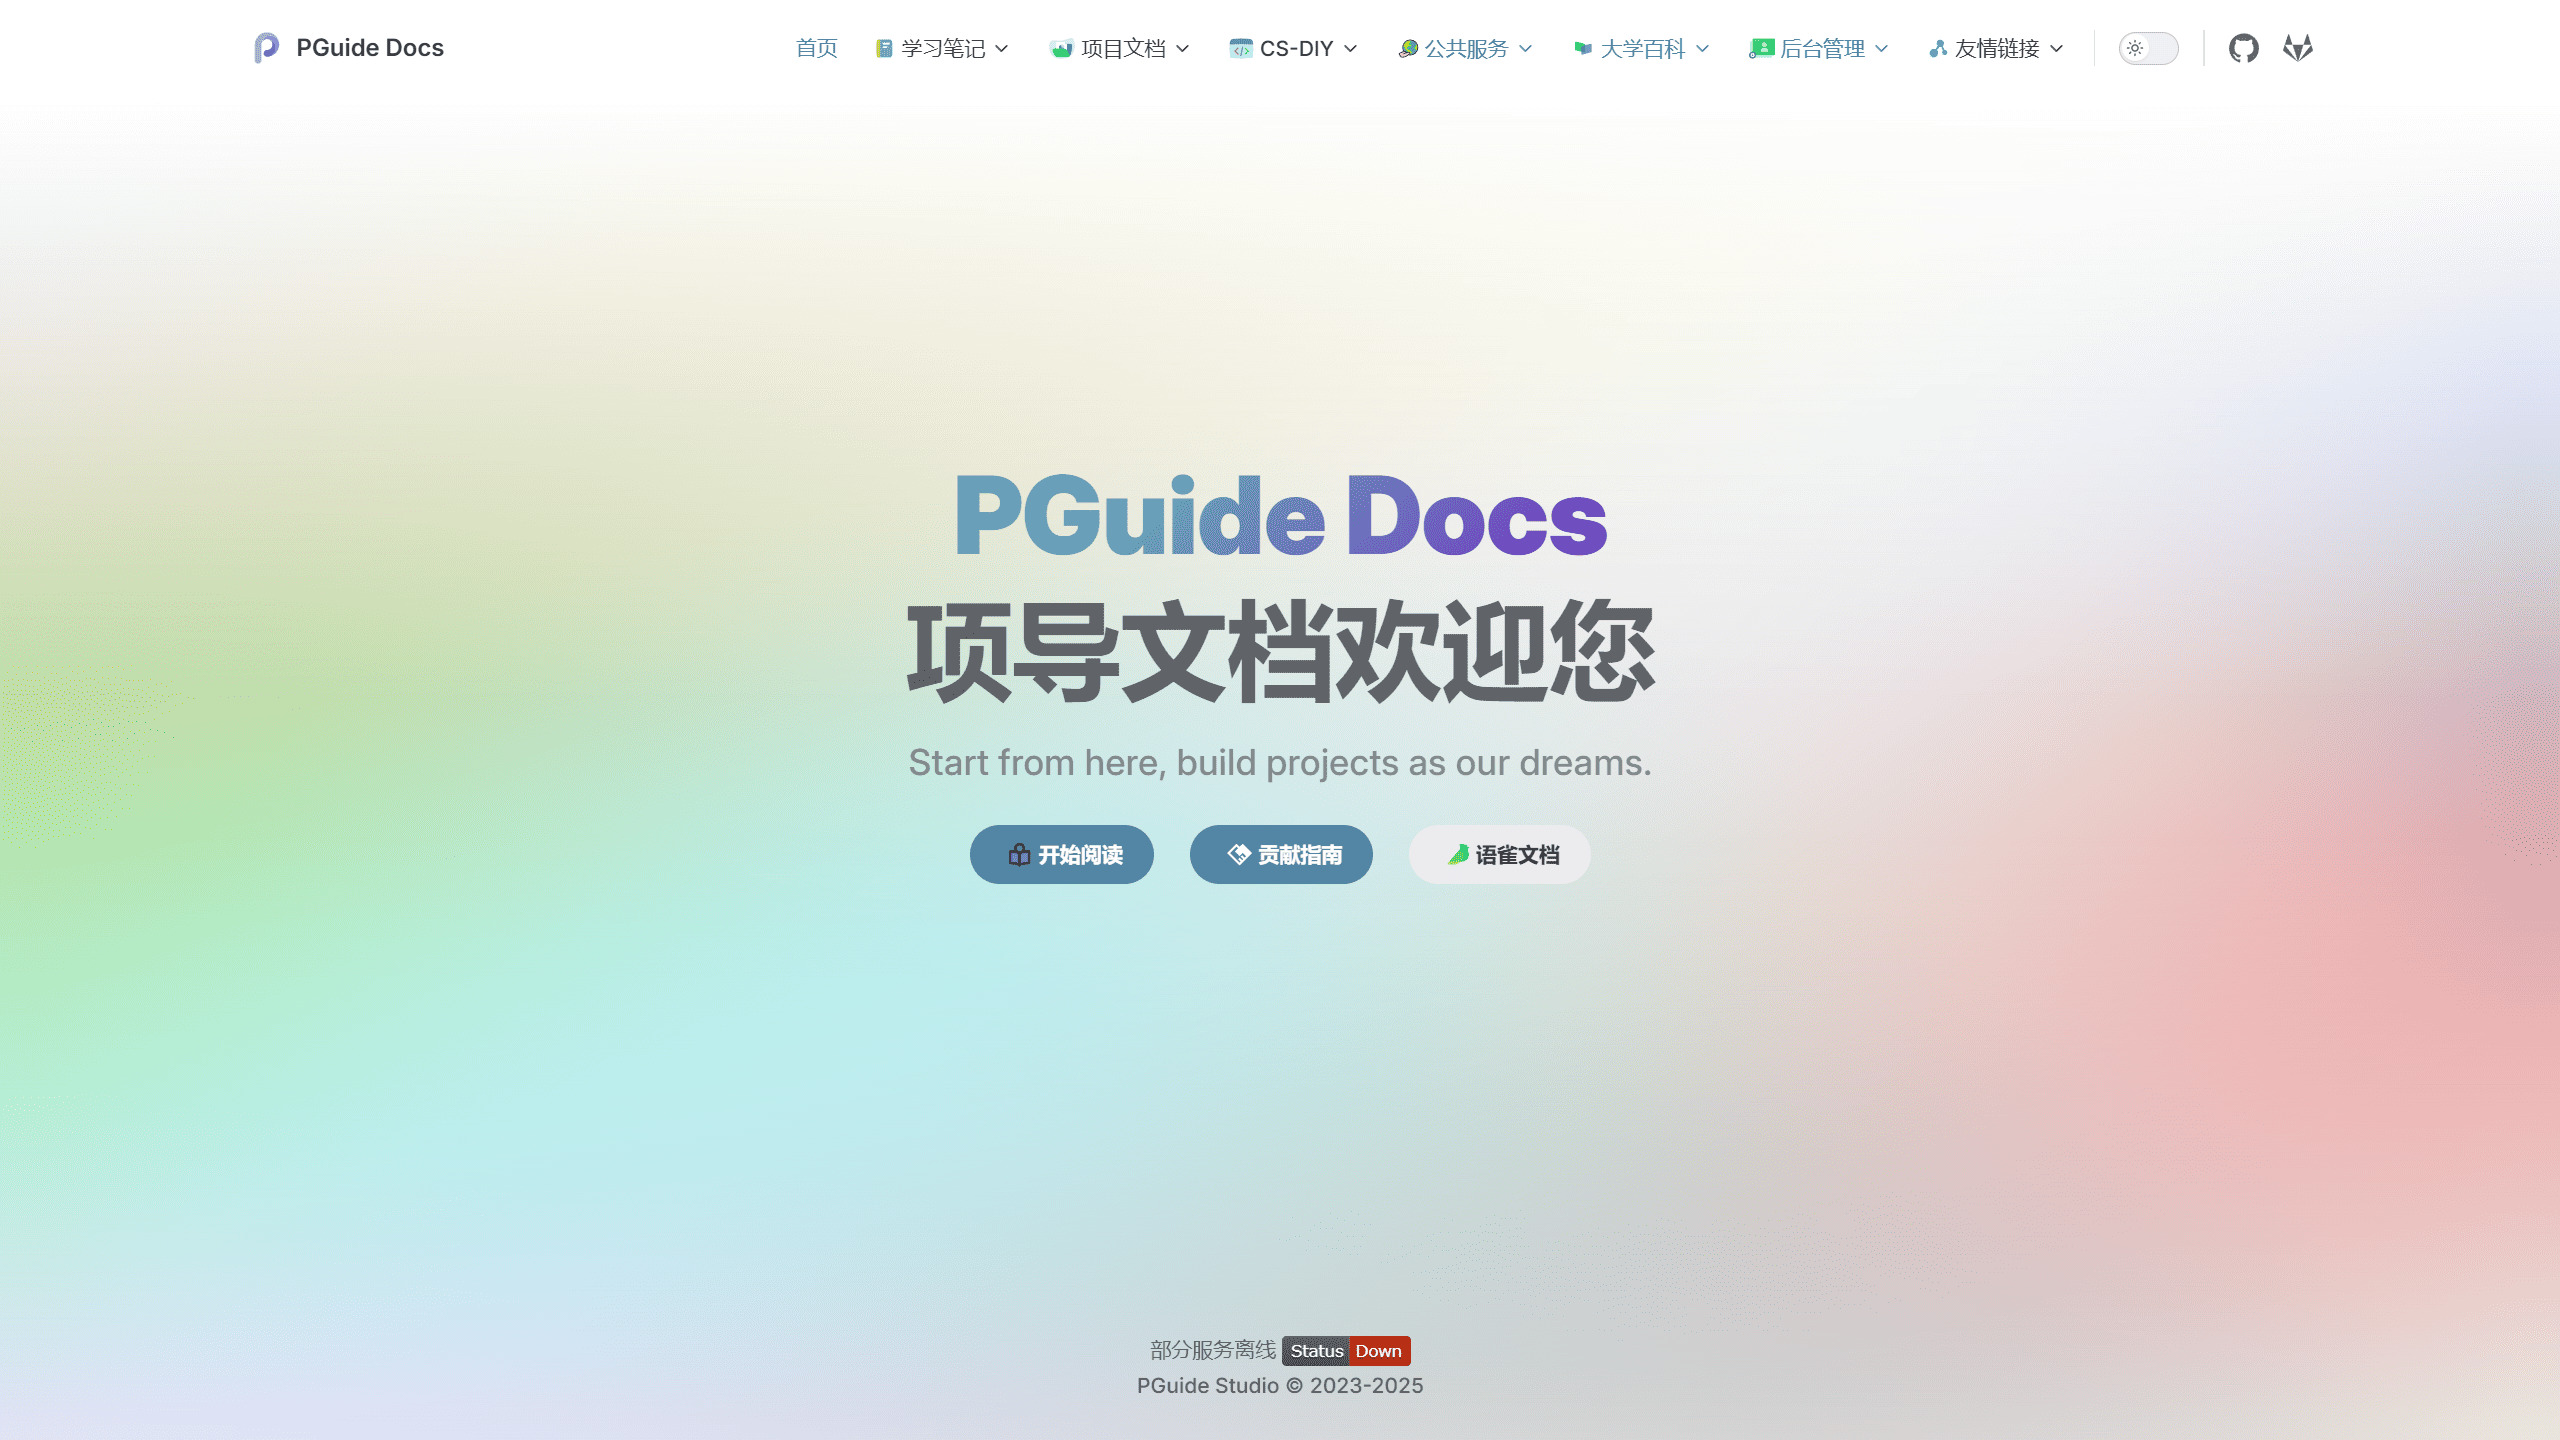 PGuide Docs
首页 学习笔记 项目文档 CS-DIY 公共服务 大学百科 后台管理 友情链接
PGuide Docs
项导文档欢迎您
Start from here, build projects as our dreams.
开始阅读 贡献指南 语雀文档
部分服务离线 Status Down
PGuide Studio © 2023-2025